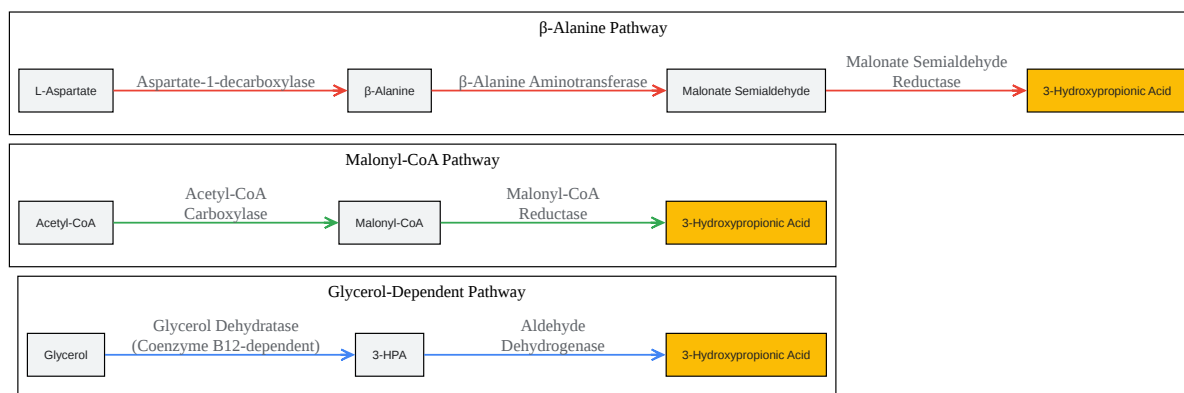 β-Alanine Pathway
Malonate Semialdehyde
Reductase
L-Aspartate
Aspartate-1-decarboxylase
β-Alanine
β-Alanine Aminotransferase
Malonate Semialdehyde
3-Hydroxypropionic Acid
Malonyl-CoA Pathway
Acetyl-CoA
Carboxylase
Malonyl-CoA
Reductase
Acetyl-CoA
Malonyl-CoA
3-Hydroxypropionic Acid
Glycerol-Dependent Pathway
Glycerol Dehydratase
(Coenzyme B12-dependent)
Aldehyde
Dehydrogenase
Glycerol
3-HPA
3-Hydroxypropionic Acid